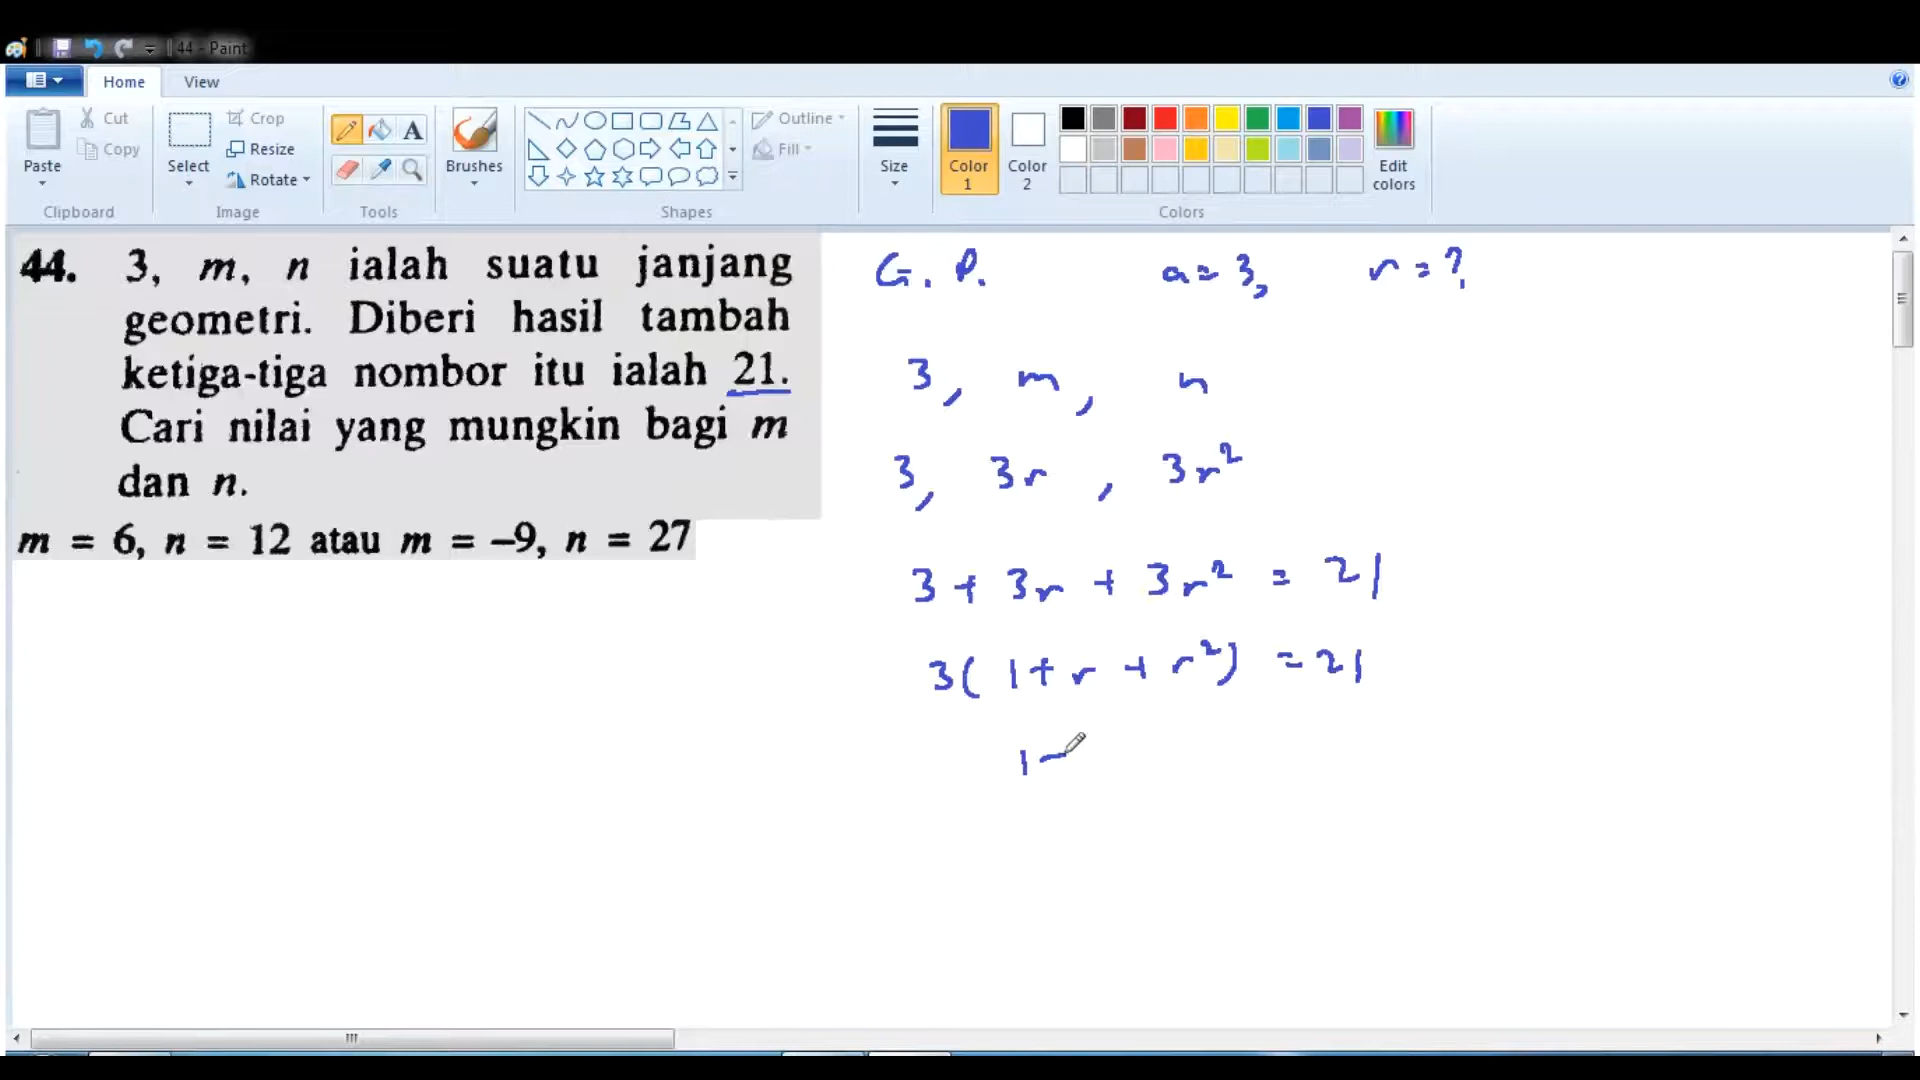 44 - Paint
Home View
Paste Cut Copy Clipboard
Select Crop Resize Rotate Image
Tools
Brushes
Shapes
Outline
Fill
Size
Color 1
Color 2
Edit colors
Colors
44. 3, m, n ialah suatu janjang
geometri. Diberi hasil tambah
ketiga-tiga nombor itu ialah 21.
Cari nilai yang mungkin bagi m
dan n.
m = 6, n = 12 atau m = –9, n = 27
G.P. a = 3, r = ?
3, m, n
3, 3r, 3r²
3 + 3r + 3r² = 21
3(1 + r + r²) = 21
1 -